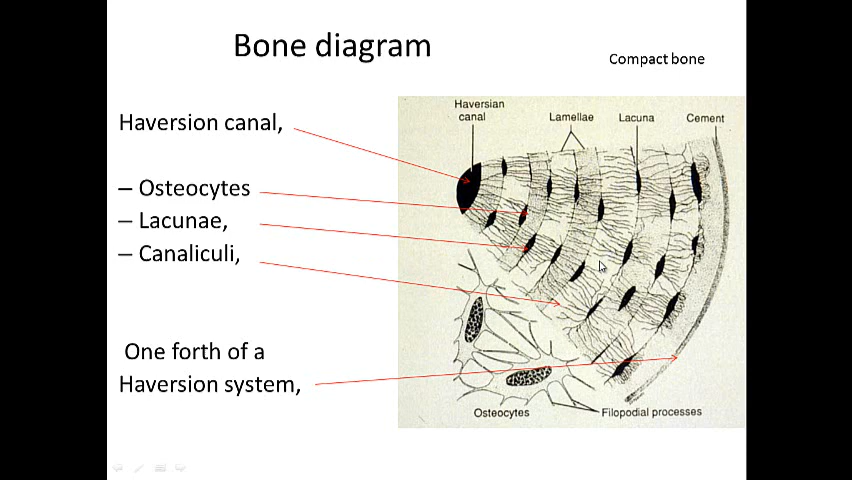 Bone diagram
Compact bone
Haversion canal,
– Osteocytes
– Lacunae,
– Canaliculi,
One forth of a
Haversion system,
Haversian
canal
Lamellae
Lacuna
Cement
Osteocytes
Filopodial processes